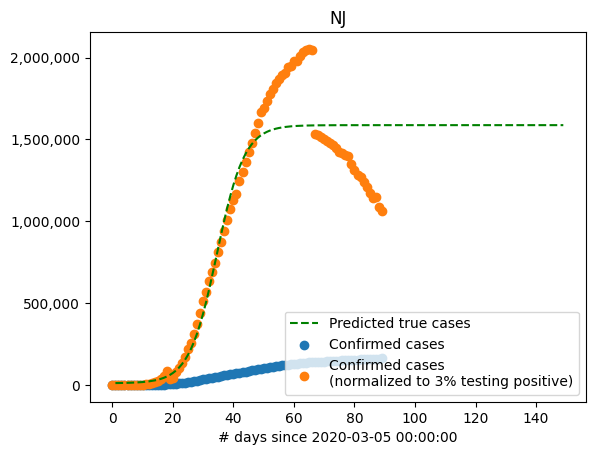 NJ
2,000,000
1,500,000
1,000,000
500,000
0
0 20 40 60 80 100 120 140
# days since 2020-03-05 00:00:00
Predicted true cases
Confirmed cases
Confirmed cases
(normalized to 3% testing positive)